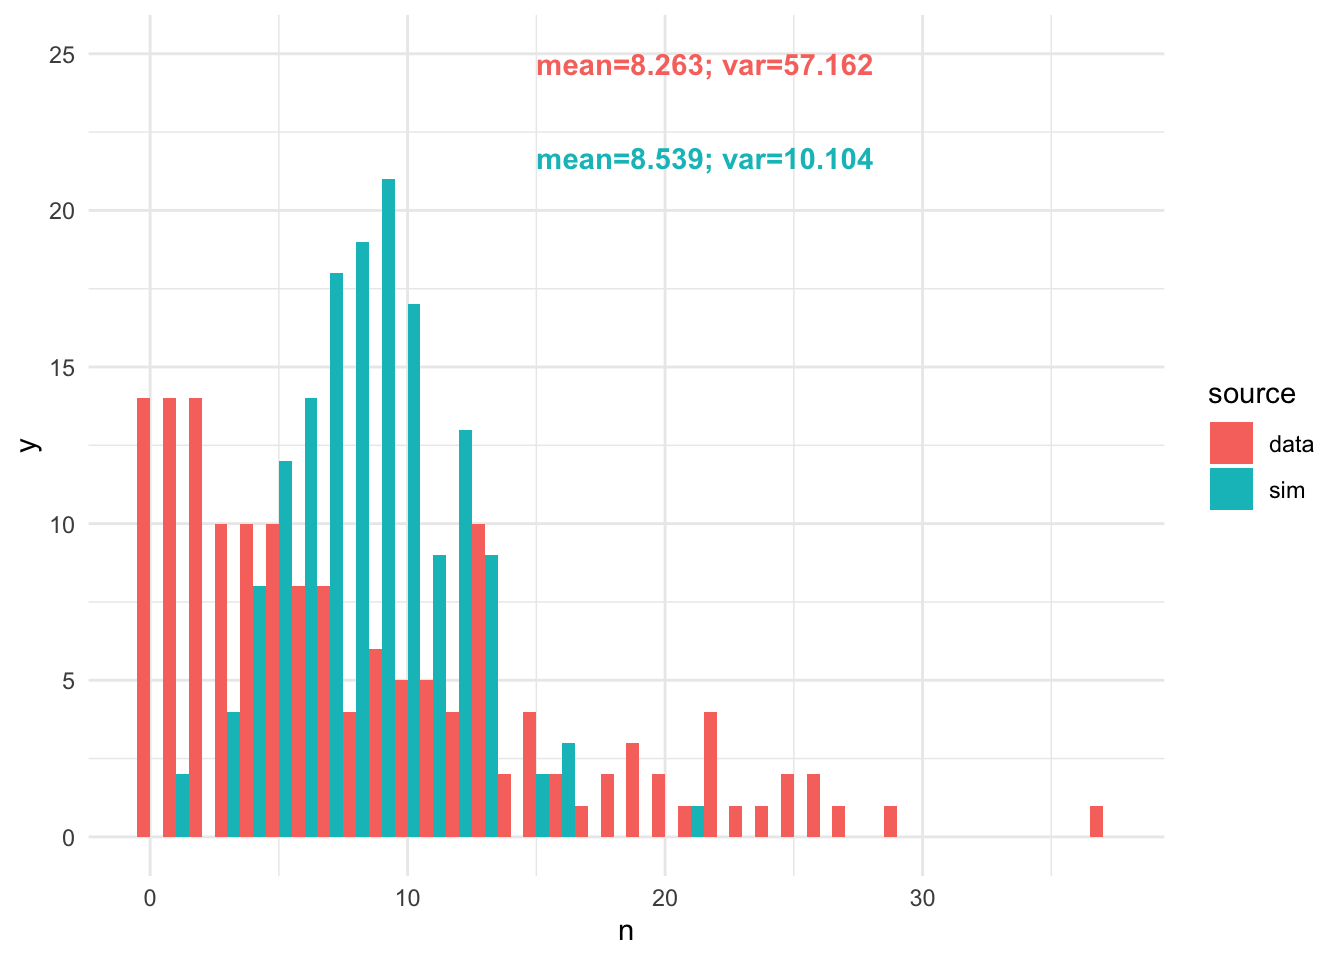 mean=8.263; var=57.162
mean=8.539; var=10.104
25
20
15
10
5
0
y
0 10 20 30
n
source
data
sim